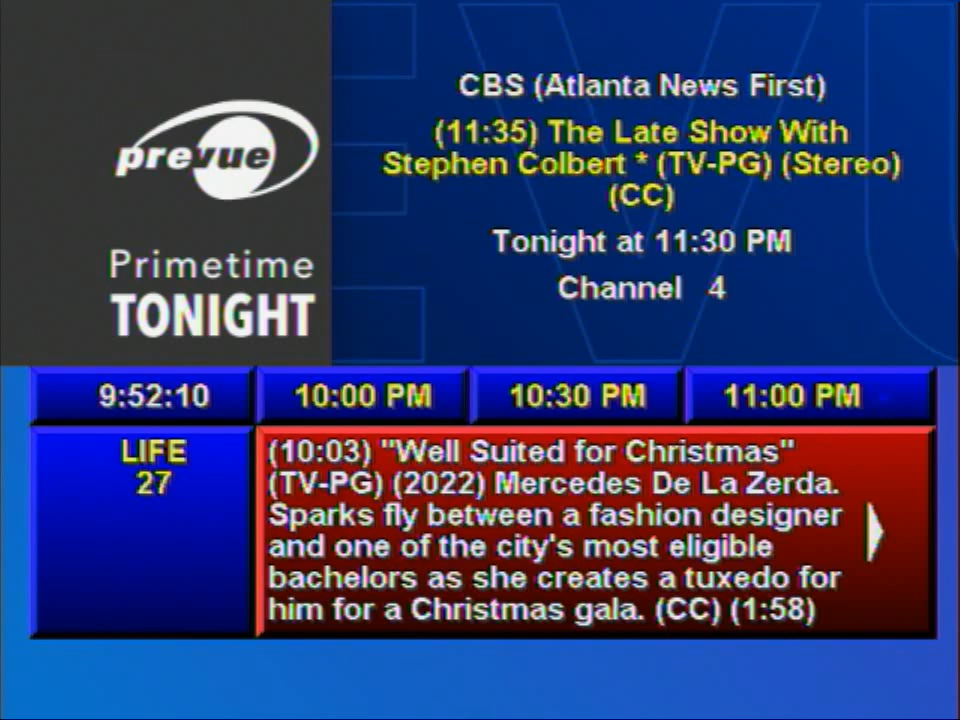 prevue
Primetime
TONIGHT
CBS (Atlanta News First)
(11:35) The Late Show With
Stephen Colbert * (TV-PG) (Stereo)
(CC)
Tonight at 11:30 PM
Channel 4
9:52:10 10:00 PM 10:30 PM 11:00 PM
LIFE
27
(10:03) "Well Suited for Christmas"
(TV-PG) (2022) Mercedes De La Zerda.
Sparks fly between a fashion designer
and one of the city's most eligible
bachelors as she creates a tuxedo for
him for a Christmas gala. (CC) (1:58)